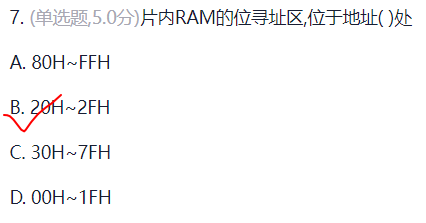 7. (单选题,5.0分)片内RAM的位寻址区,位于地址( )处
A. 80H~FFH
B. 20H~2FH
C. 30H~7FH
D. 00H~1FH